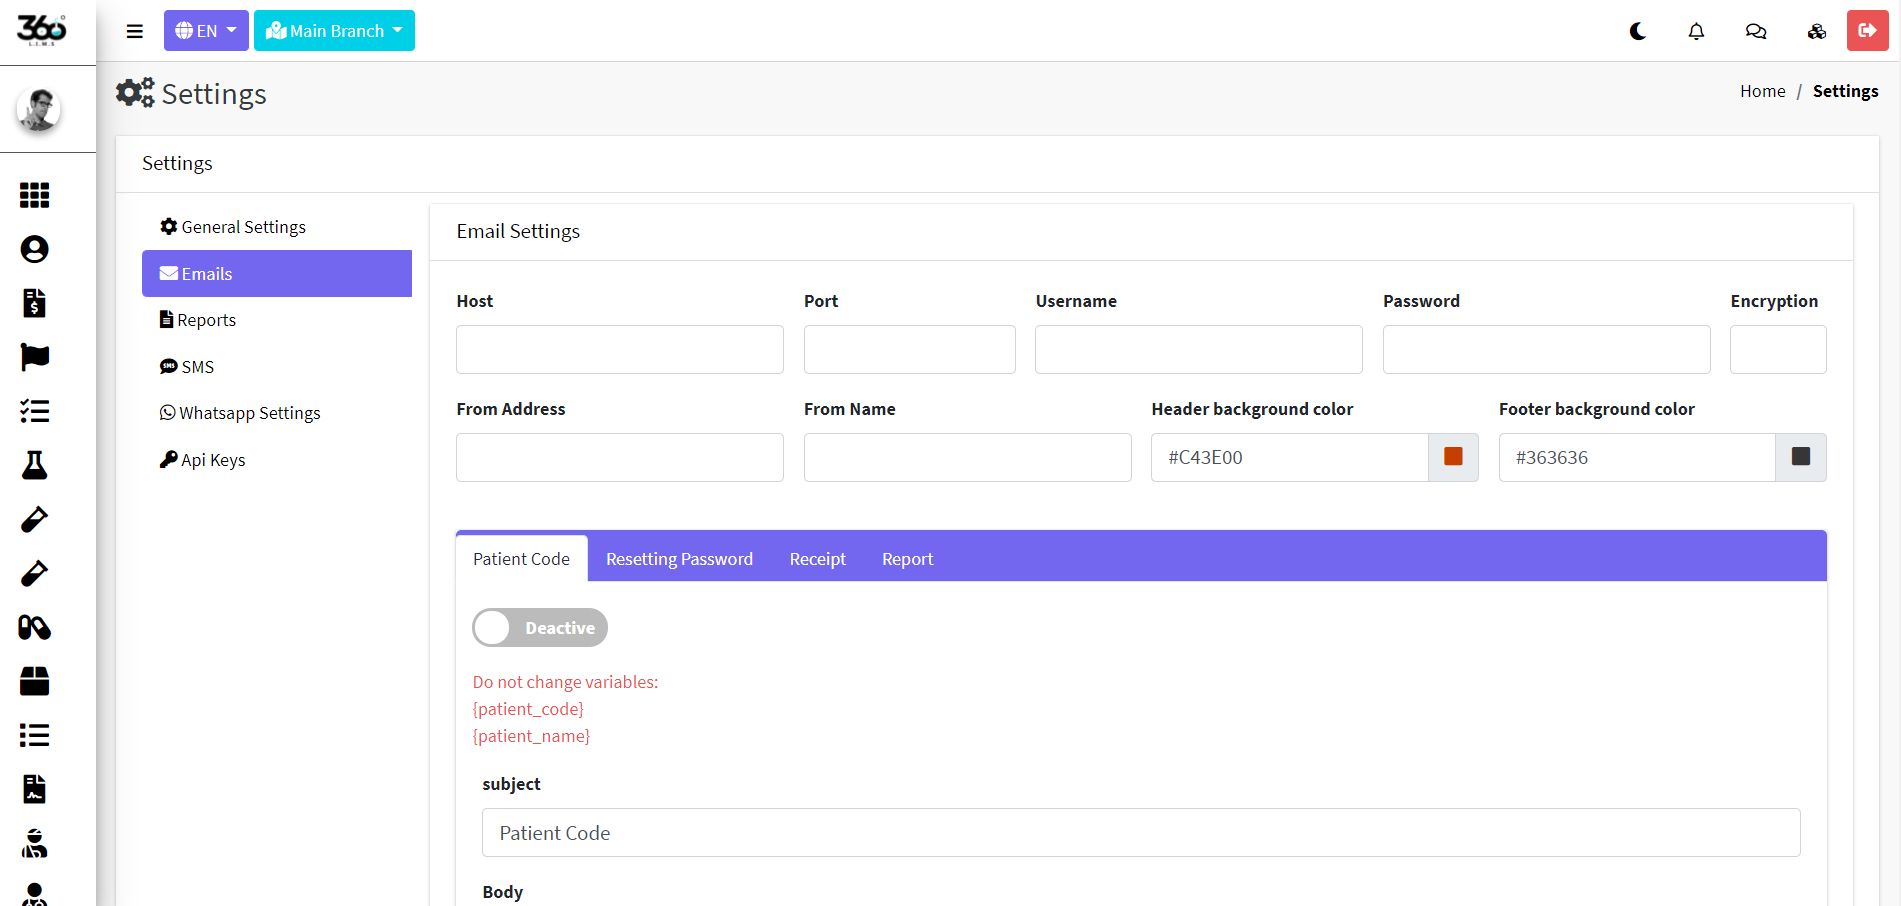 360
L.I.M.S
EN
Main Branch
Settings
Home / Settings
Settings
General Settings
Emails
Reports
SMS
Whatsapp Settings
Api Keys
Email Settings
Host
Port
Username
Password
Encryption
From Address
From Name
Header background color
Footer background color
#C43E00
#363636
Patient Code
Resetting Password
Receipt
Report
Deactive
Do not change variables:
{patient_code}
{patient_name}
subject
Patient Code
Body